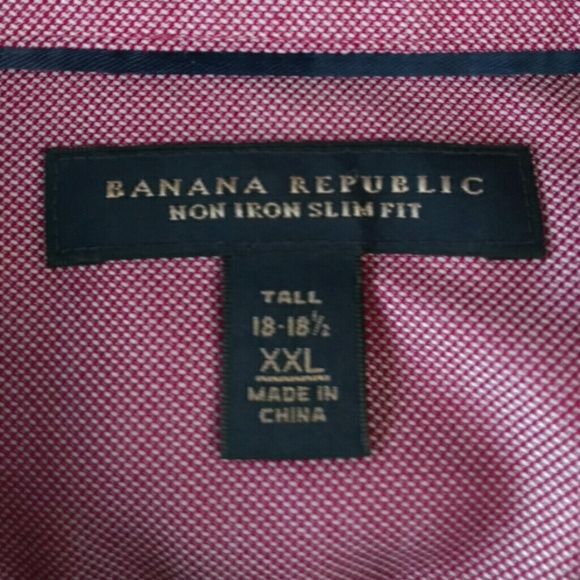 BANANA REPUBLIC
NON IRON SLIM FIT
TALL
18-18½
XXL
MADE IN
CHINA